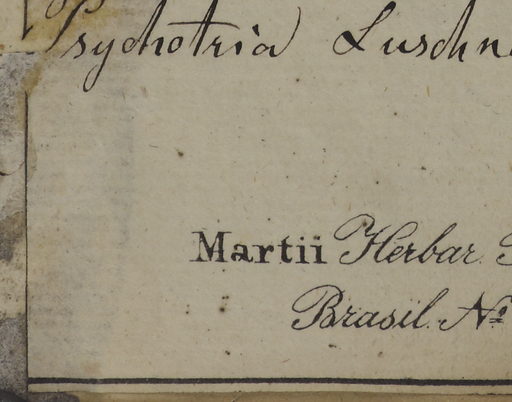 Psychotria Luschn
Martii Herbar.
Brasil. No